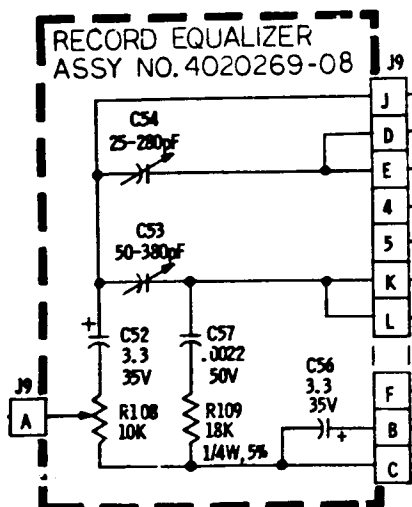 RECORD EQUALIZER
ASSY NO. 4020269-08
J9
J
C54
25-280pF
D
E
4
C53
50-380pF
5
K
L
+
C52
3.3
35V
C57
.0022
50V
C56
3.3
35V
+
J9
A
R108
10K
R109
18K
1/4W, 5%
F
B
C